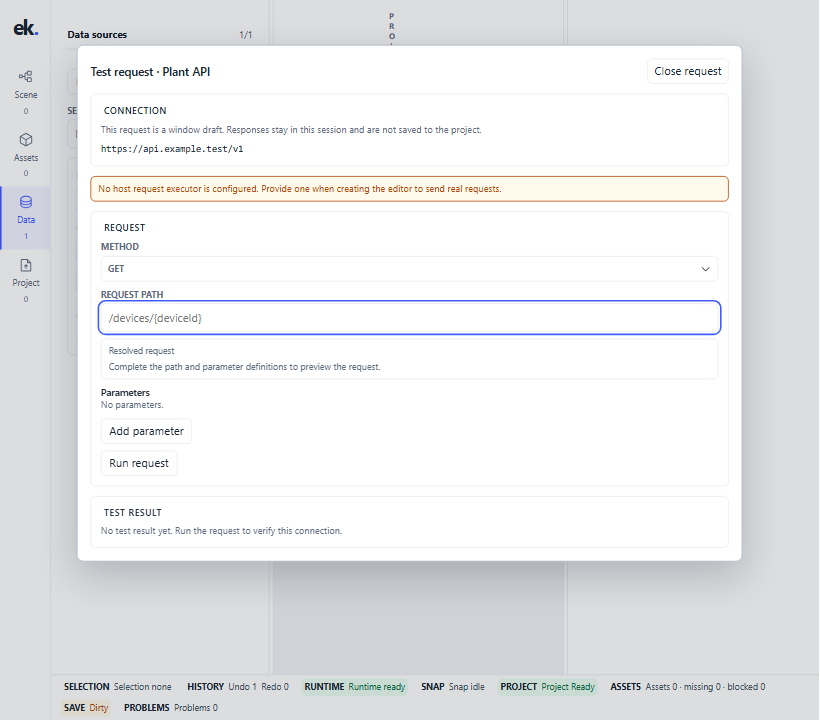 ek.
Data sources
1/1
P
R
O
Scene
0
Assets
0
SE
Data
1
Project
0
Test request · Plant API
Close request
CONNECTION
This request is a window draft. Responses stay in this session and are not saved to the project.
https://api.example.test/v1
No host request executor is configured. Provide one when creating the editor to send real requests.
REQUEST
METHOD
GET
REQUEST PATH
/devices/{deviceId}
Resolved request
Complete the path and parameter definitions to preview the request.
Parameters
No parameters.
Add parameter
Run request
TEST RESULT
No test result yet. Run the request to verify this connection.
SELECTION Selection none HISTORY Undo 1 Redo 0 RUNTIME Runtime ready SNAP Snap idle PROJECT Project Ready ASSETS Assets 0 · missing 0 · blocked 0
SAVE Dirty PROBLEMS Problems 0